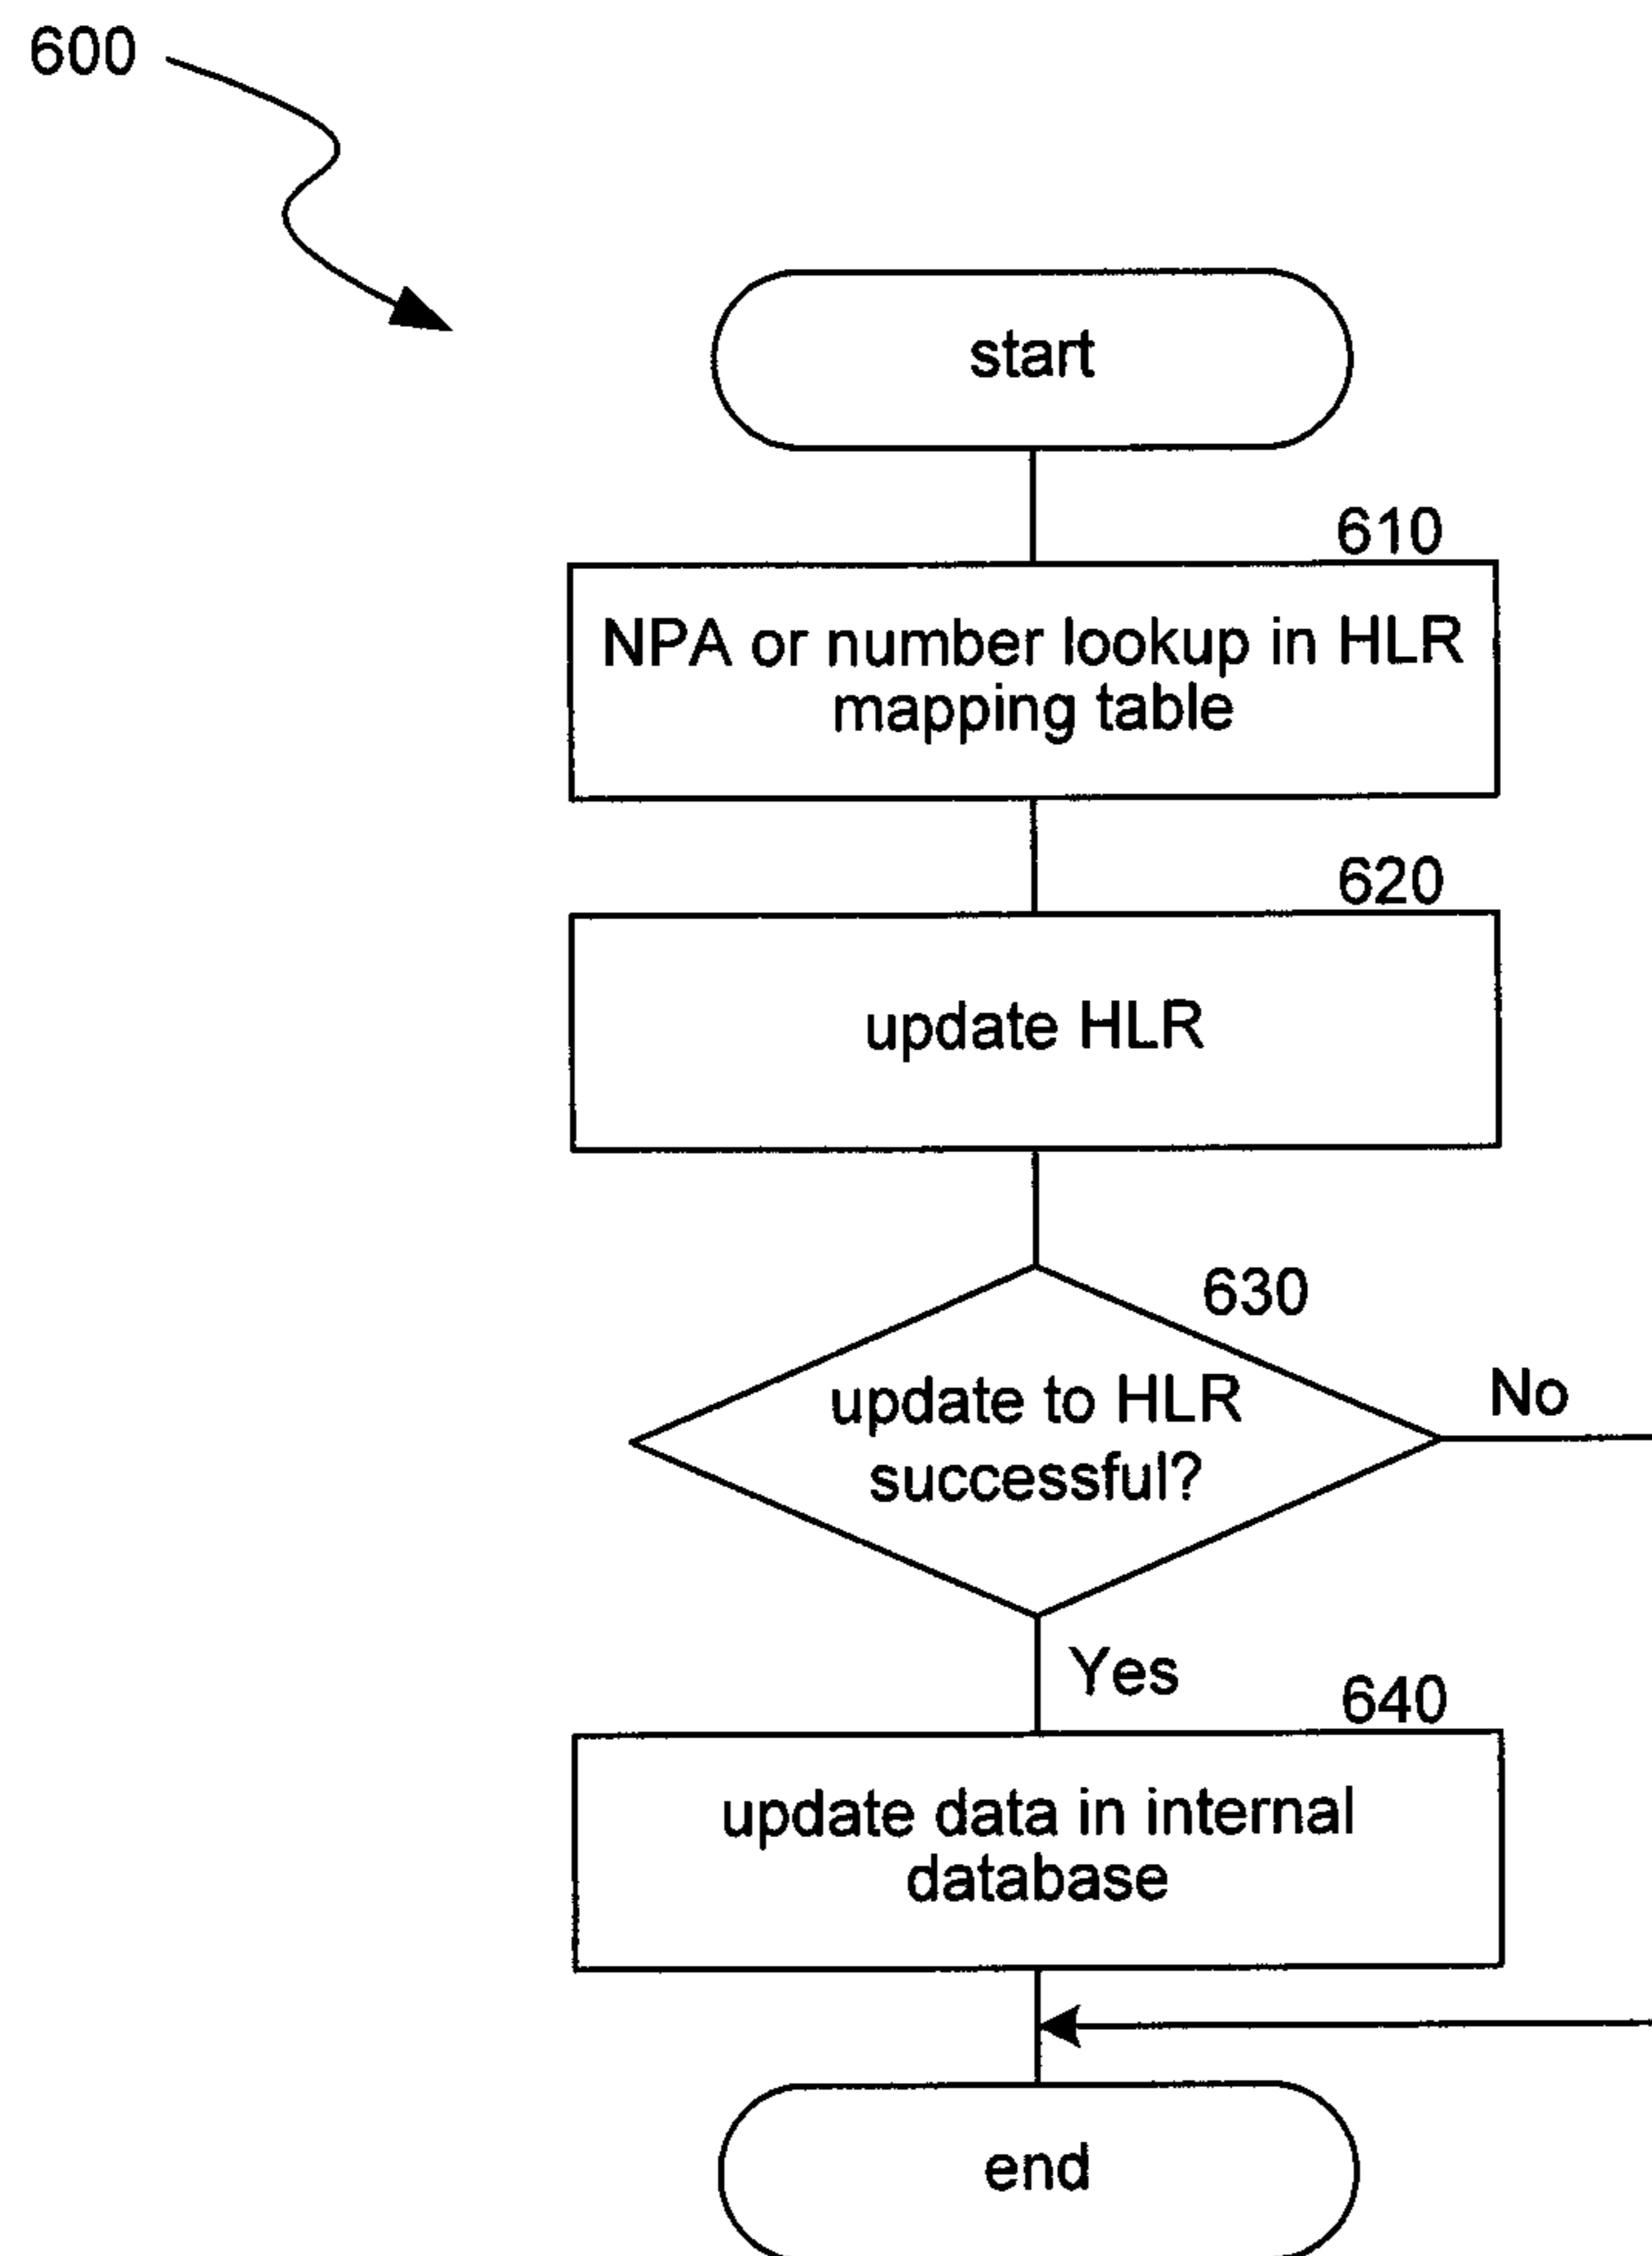 600
start
610
NPA or number lookup in HLR
mapping table
620
update HLR
630
update to HLR
successful?
No
Yes
640
update data in internal
database
end